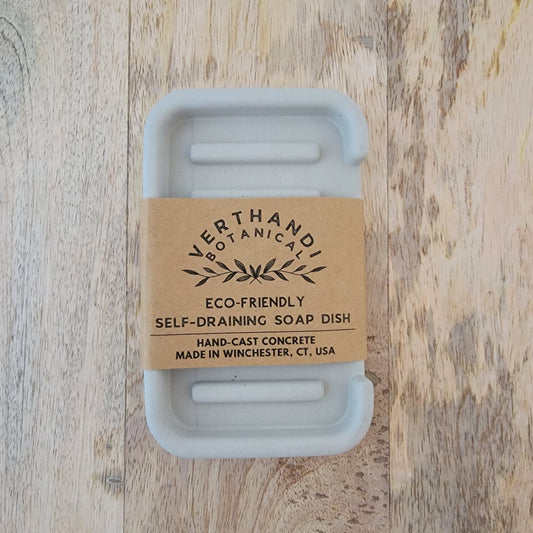 VERTHANDI
BOTANICAL
ECO-FRIENDLY
SELF-DRAINING SOAP DISH
HAND-CAST CONCRETE
MADE IN WINCHESTER, CT, USA